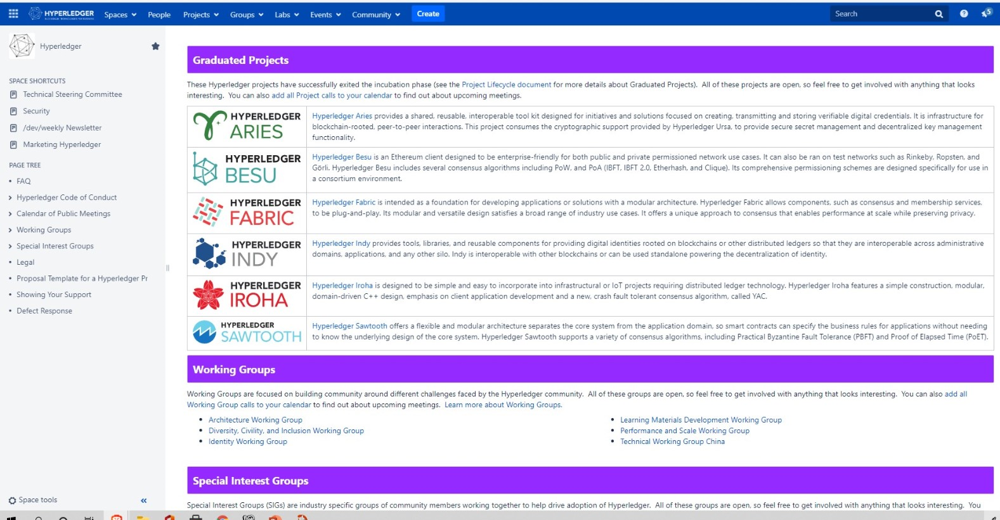 HYPERLEDGER Spaces People Projects Groups Labs Events Community Create Search 5
Hyperledger
SPACE SHORTCUTS
Technical Steering Committee
Security
/dev/weekly Newsletter
Marketing Hyperledger
PAGE TREE
FAQ
Hyperledger Code of Conduct
Calendar of Public Meetings
Working Groups
Special Interest Groups
Legal
Proposal Template for a Hyperledger Pr
Showing Your Support
Defect Response
Space tools
Graduated Projects
These Hyperledger projects have successfully exited the incubation phase (see the Project Lifecycle document for more details about Graduated Projects). All of these projects are open, so feel free to get involved with anything that looks
interesting. You can also add all Project calls to your calendar to find out about upcoming meetings.
HYPERLEDGER
ARIES
Hyperledger Aries provides a shared, reusable, interoperable tool kit designed for initiatives and solutions focused on creating, transmitting and storing verifiable digital credentials. It is infrastructure for
blockchain-rooted, peer-to-peer interactions. This project consumes the cryptographic support provided by Hyperledger Ursa, to provide secure secret management and decentralized key management
functionality.
HYPERLEDGER
BESU
Hyperledger Besu is an Ethereum client designed to be enterprise-friendly for both public and private permissioned network use cases. It can also be ran on test networks such as Rinkeby, Ropsten, and
Görli. Hyperledger Besu includes several consensus algorithms including PoW, and PoA (IBFT, IBFT 2.0, Etherhash, and Clique). Its comprehensive permissioning schemes are designed specifically for use in
a consortium environment.
HYPERLEDGER
FABRIC
Hyperledger Fabric is intended as a foundation for developing applications or solutions with a modular architecture. Hyperledger Fabric allows components, such as consensus and membership services,
to be plug-and-play. Its modular and versatile design satisfies a broad range of industry use cases. It offers a unique approach to consensus that enables performance at scale while preserving privacy.
HYPERLEDGER
INDY
Hyperledger Indy provides tools, libraries, and reusable components for providing digital identities rooted on blockchains or other distributed ledgers so that they are interoperable across administrative
domains, applications, and any other silo. Indy is interoperable with other blockchains or can be used standalone powering the decentralization of identity.
HYPERLEDGER
IROHA
Hyperledger Iroha is designed to be simple and easy to incorporate into infrastructural or IoT projects requiring distributed ledger technology. Hyperledger Iroha features a simple construction, modular,
domain-driven C++ design, emphasis on client application development and a new, crash fault tolerant consensus algorithm, called YAC.
HYPERLEDGER
SAWTOOTH
Hyperledger Sawtooth offers a flexible and modular architecture separates the core system from the application domain, so smart contracts can specify the business rules for applications without needing
to know the underlying design of the core system. Hyperledger Sawtooth supports a variety of consensus algorithms, including Practical Byzantine Fault Tolerance (PBFT) and Proof of Elapsed Time (PoET).
Working Groups
Working Groups are focused on building community around different challenges faced by the Hyperledger community. All of these groups are open, so feel free to get involved with anything that looks interesting. You can also add all
Working Group calls to your calendar to find out about upcoming meetings. Learn more about Working Groups.
Architecture Working Group
Diversity, Civility, and Inclusion Working Group
Identity Working Group
Learning Materials Development Working Group
Performance and Scale Working Group
Technical Working Group China
Special Interest Groups
Special Interest Groups (SIGs) are industry specific groups of community members working together to help drive adoption of Hyperledger. All of these groups are open, so feel free to get involved with anything that looks interesting. You